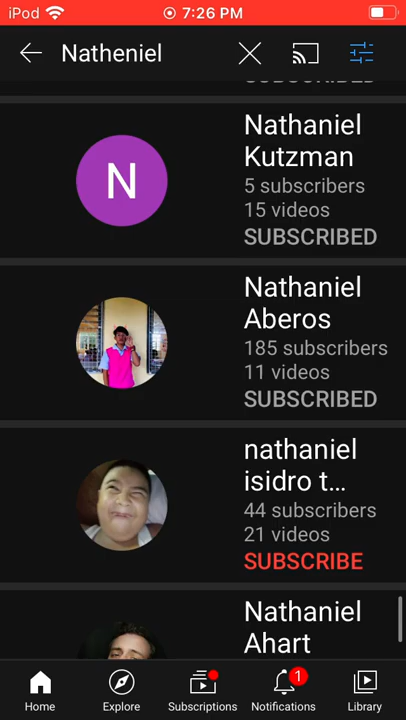 iPod 7:26 PM
Natheniel
SUBSCRIBED
N
Nathaniel
Kutzman
5 subscribers
15 videos
SUBSCRIBED
Nathaniel
Aberos
185 subscribers
11 videos
SUBSCRIBED
nathaniel
isidro t...
44 subscribers
21 videos
SUBSCRIBE
Nathaniel
Ahart
1
Home Explore Subscriptions Notifications Library